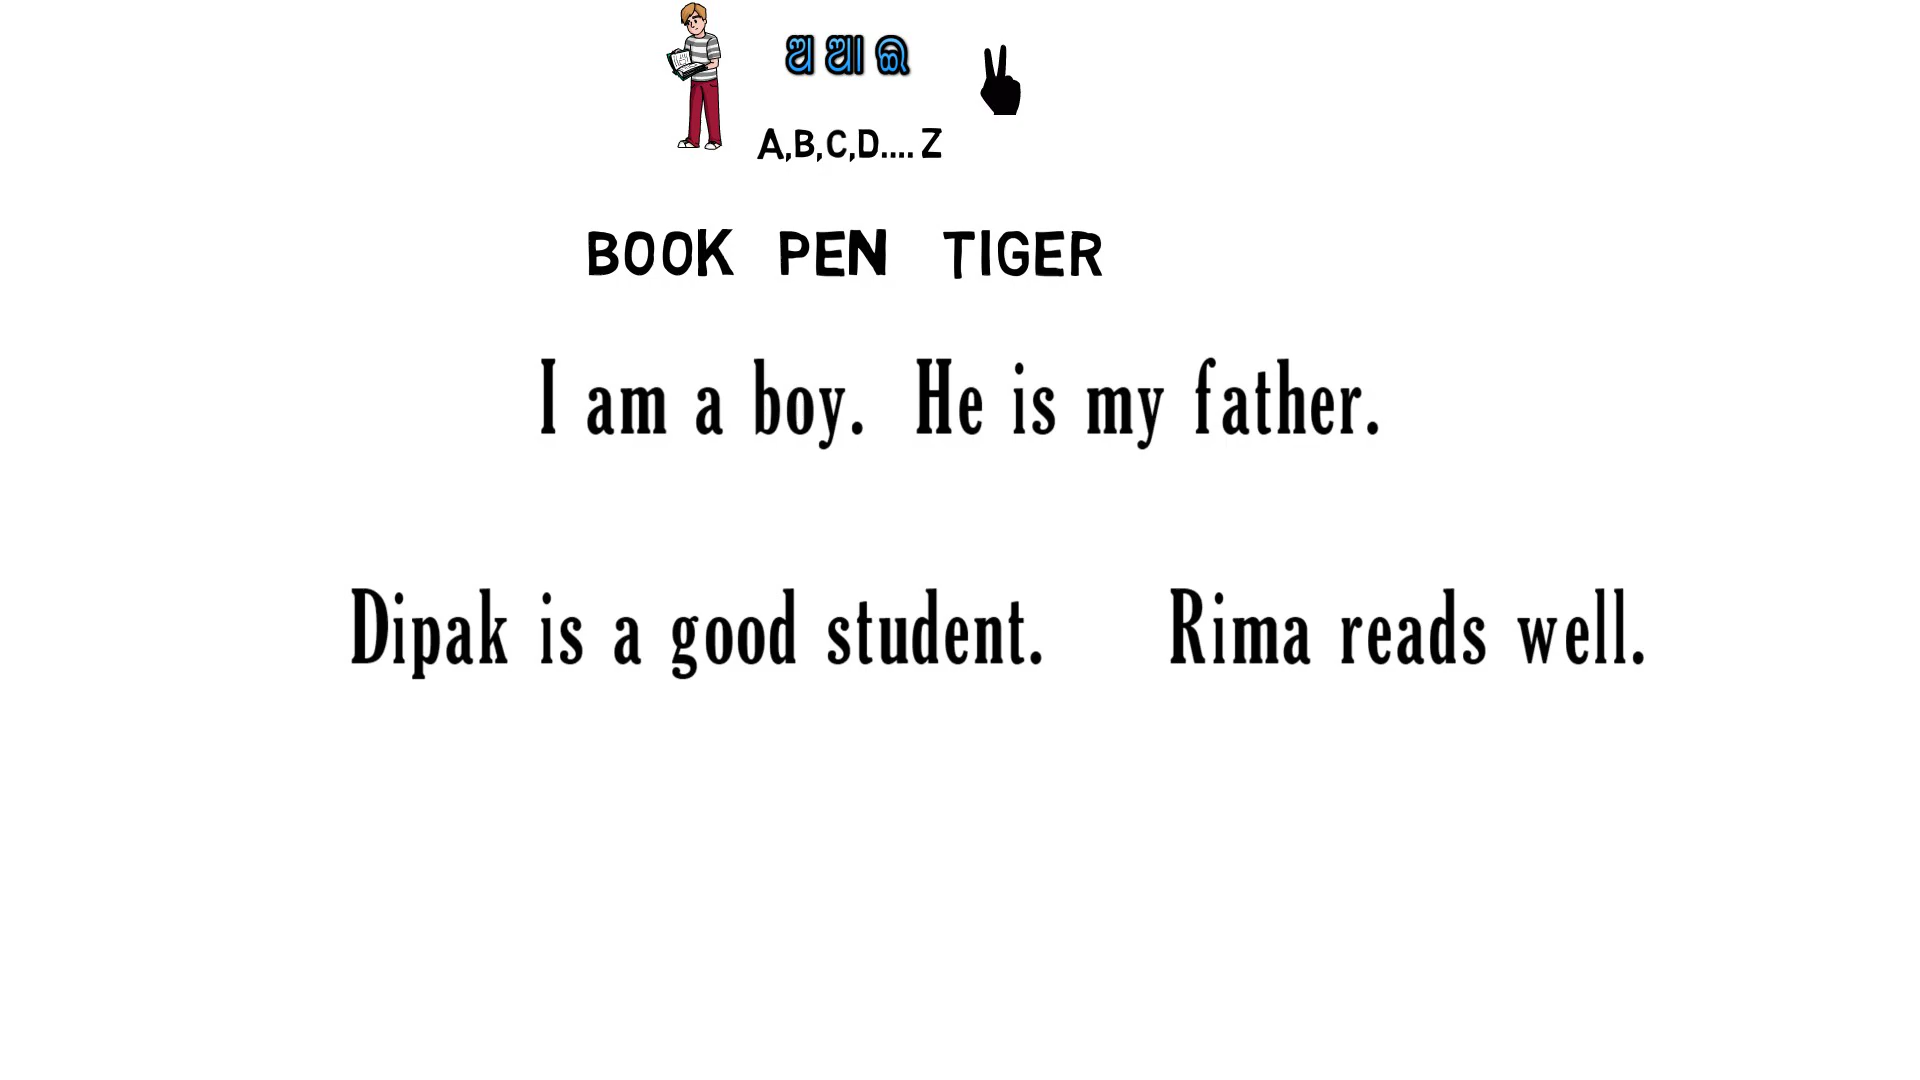 ଅ ଆ ଇ
A,B,C,D.... Z
BOOK PEN TIGER
I am a boy. He is my father.
Dipak is a good student. Rima reads well.